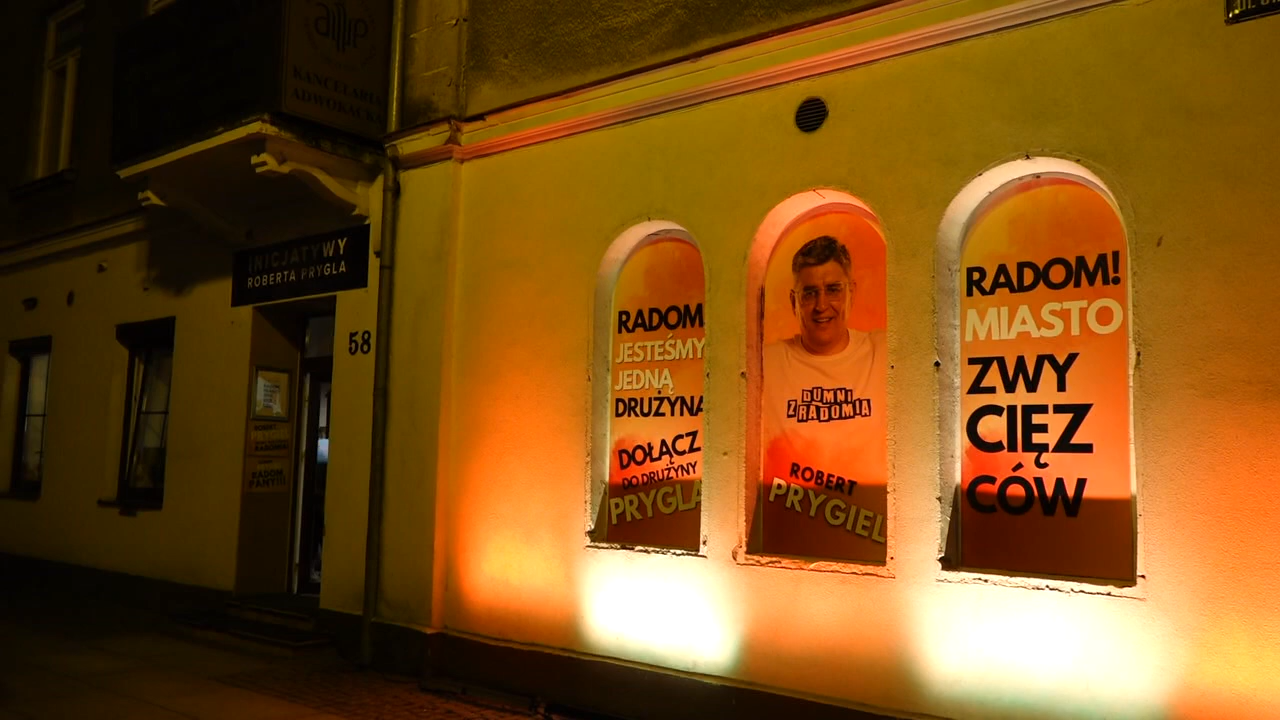 KANCELARIA
ADWOKACKA
INICJATYWY
ROBERTA PRYGLA
58
RADOM
JESTEŚMY
JEDNĄ
DRUŻYNĄ
DOŁĄCZ
DO DRUŻYNY
PRYGLA
DUMNI
Z RADOMIA
ROBERT
PRYGIEL
RADOM!
MIASTO
ZWY
CIĘZ
CÓW